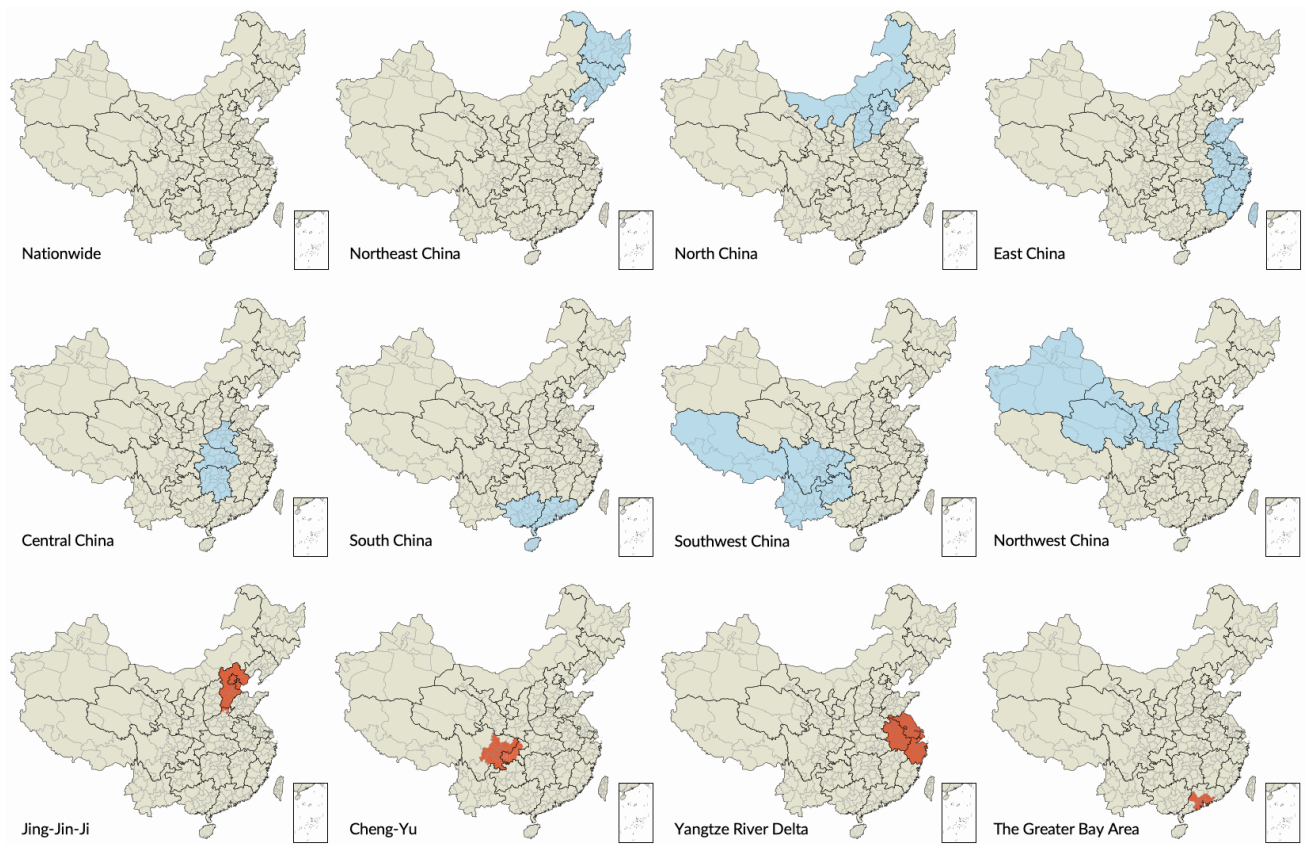 Nationwide
Northeast China
North China
East China
Central China
South China
Southwest China
Northwest China
Jing-Jin-Ji
Cheng-Yu
Yangtze River Delta
The Greater Bay Area